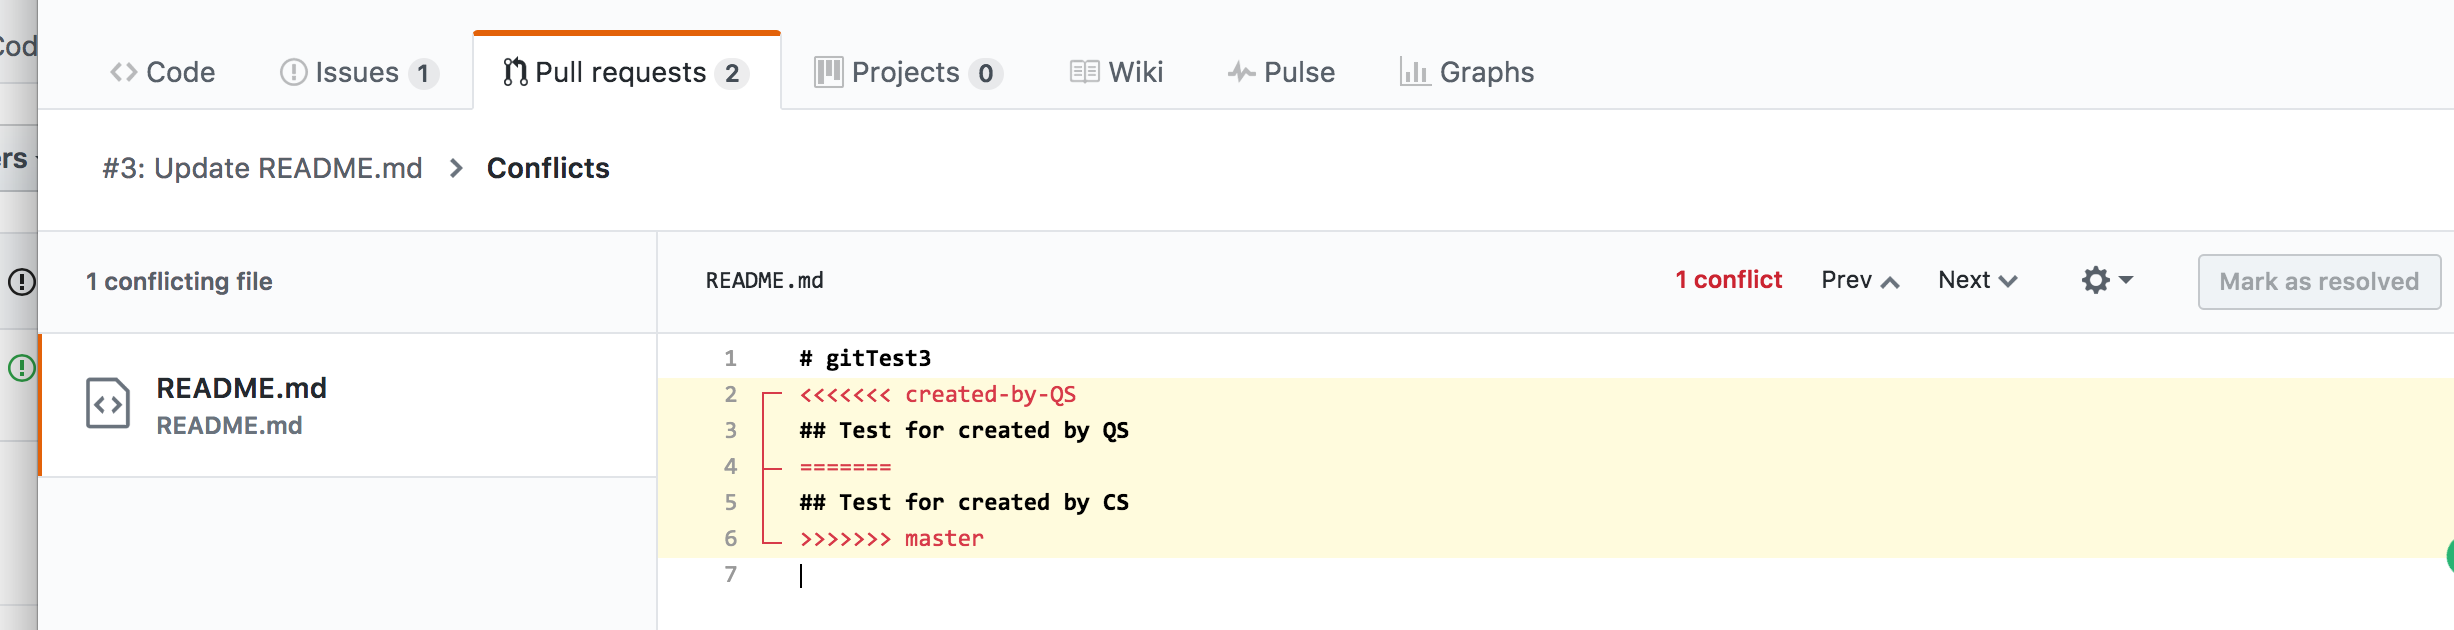 Code Issues 1 Pull requests 2 Projects 0 Wiki Pulse Graphs
ers
#3: Update README.md > Conflicts
1 conflicting file
README.md 1 conflict Prev Next Mark as resolved
README.md
README.md
1 # gitTest3
2 <<<<<<< created-by-QS
3 ## Test for created by QS
4 =======
5 ## Test for created by CS
6 >>>>>>> master
7